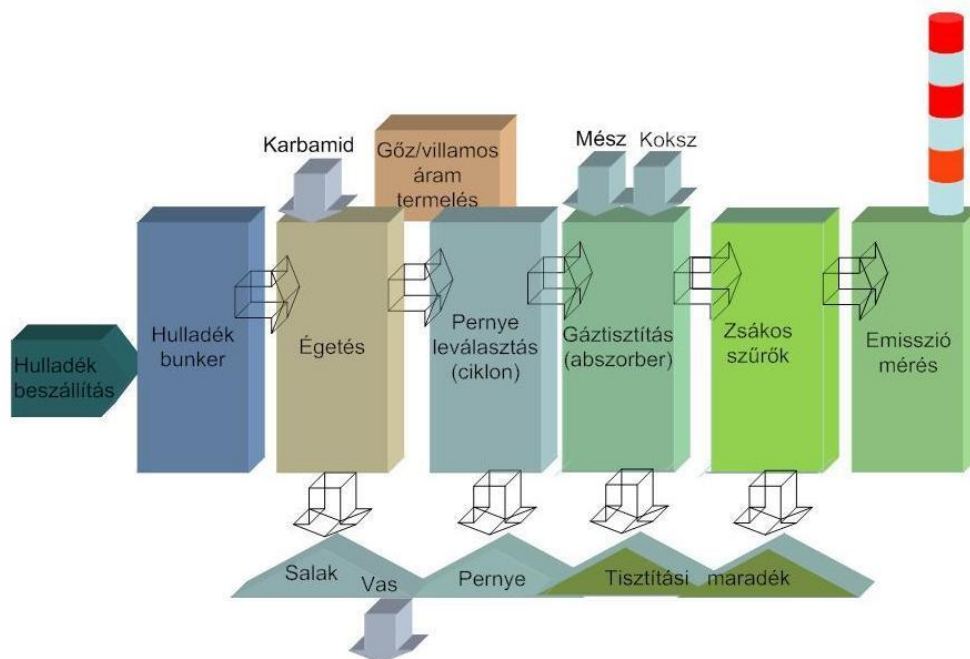 Karbamid
Gőz/villamos
áram
termelés
Mész
Koksz
Hulladék
beszállítás
Hulladék
bunker
Égetés
Pernye
leválasztás
(ciklon)
Gáztisztítás
(abszorber)
Zsákos
szűrők
Emisszió
mérés
Salak
Vas
Pernye
Tisztítási maradék